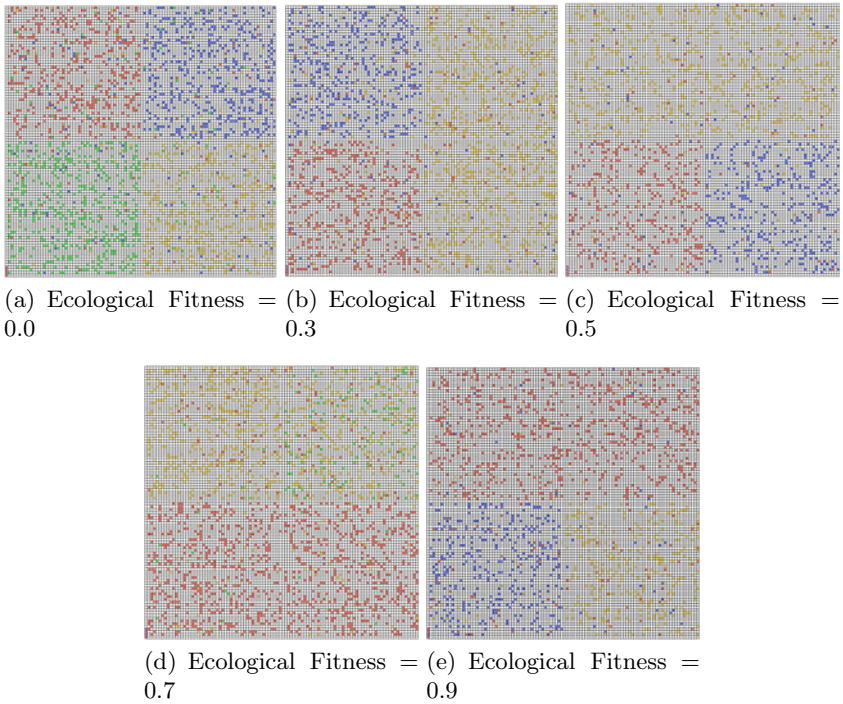 (a) Ecological Fitness = (b) Ecological Fitness = (c) Ecological Fitness =
0.0 0.3 0.5
(d) Ecological Fitness = (e) Ecological Fitness =
0.7 0.9